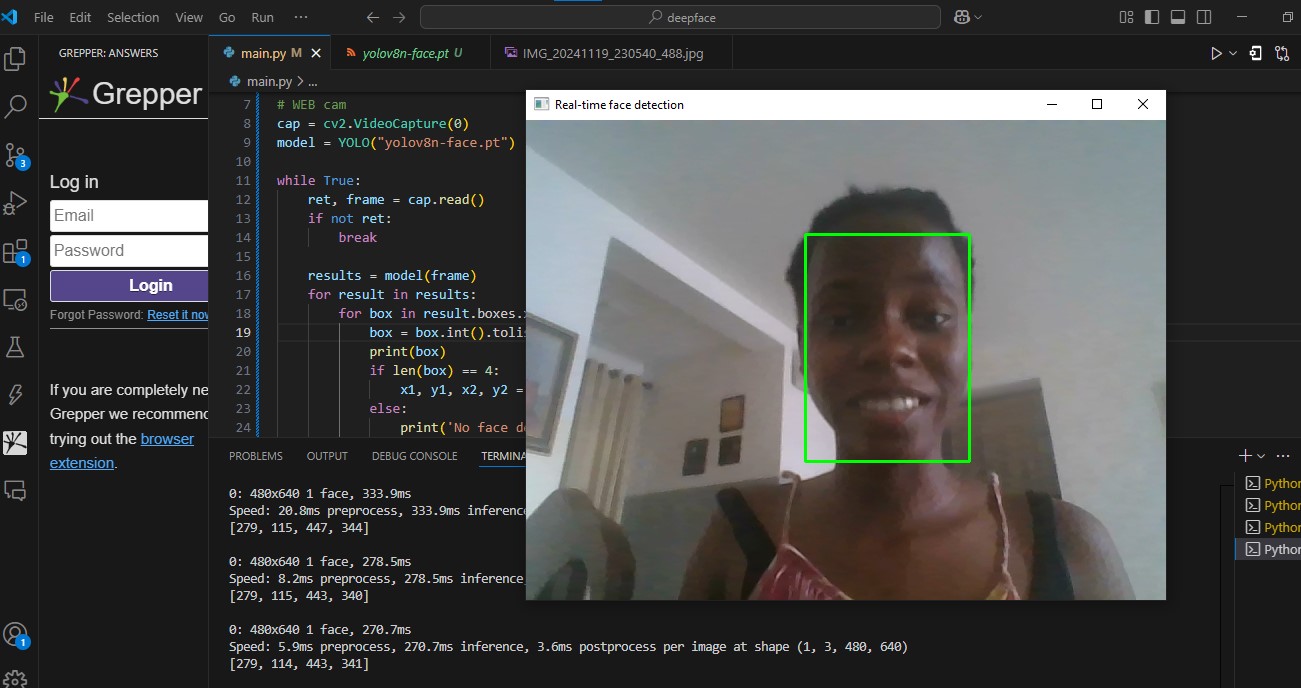 File Edit Selection View Go Run ···
deepface
GREPPER: ANSWERS
Grepper
Log in
Email
Password
Login
Forgot Password: Reset it now
If you are completely ne
Grepper we recommend
trying out the browser
extension.
3
1
1
main.py M
yolov8n-face.pt U
IMG_20241119_230540_488.jpg
main.py > ...
7 # WEB cam
8 cap = cv2.VideoCapture(0)
9 model = YOLO("yolov8n-face.pt")
10
11 while True:
12 ret, frame = cap.read()
13 if not ret:
14 break
15
16 results = model(frame)
17 for result in results:
18 for box in result.boxes.
19 box = box.int().tolis
20 print(box)
21 if len(box) == 4:
22 x1, y1, x2, y2 =
23 else:
24 print('No face de
Real-time face detection
PROBLEMS OUTPUT DEBUG CONSOLE TERMINA
0: 480x640 1 face, 333.9ms
Speed: 20.8ms preprocess, 333.9ms inference
[279, 115, 447, 344]
0: 480x640 1 face, 278.5ms
Speed: 8.2ms preprocess, 278.5ms inference,
[279, 115, 443, 340]
0: 480x640 1 face, 270.7ms
Speed: 5.9ms preprocess, 270.7ms inference, 3.6ms postprocess per image at shape (1, 3, 480, 640)
[279, 114, 443, 341]
Python
Python
Python
Python